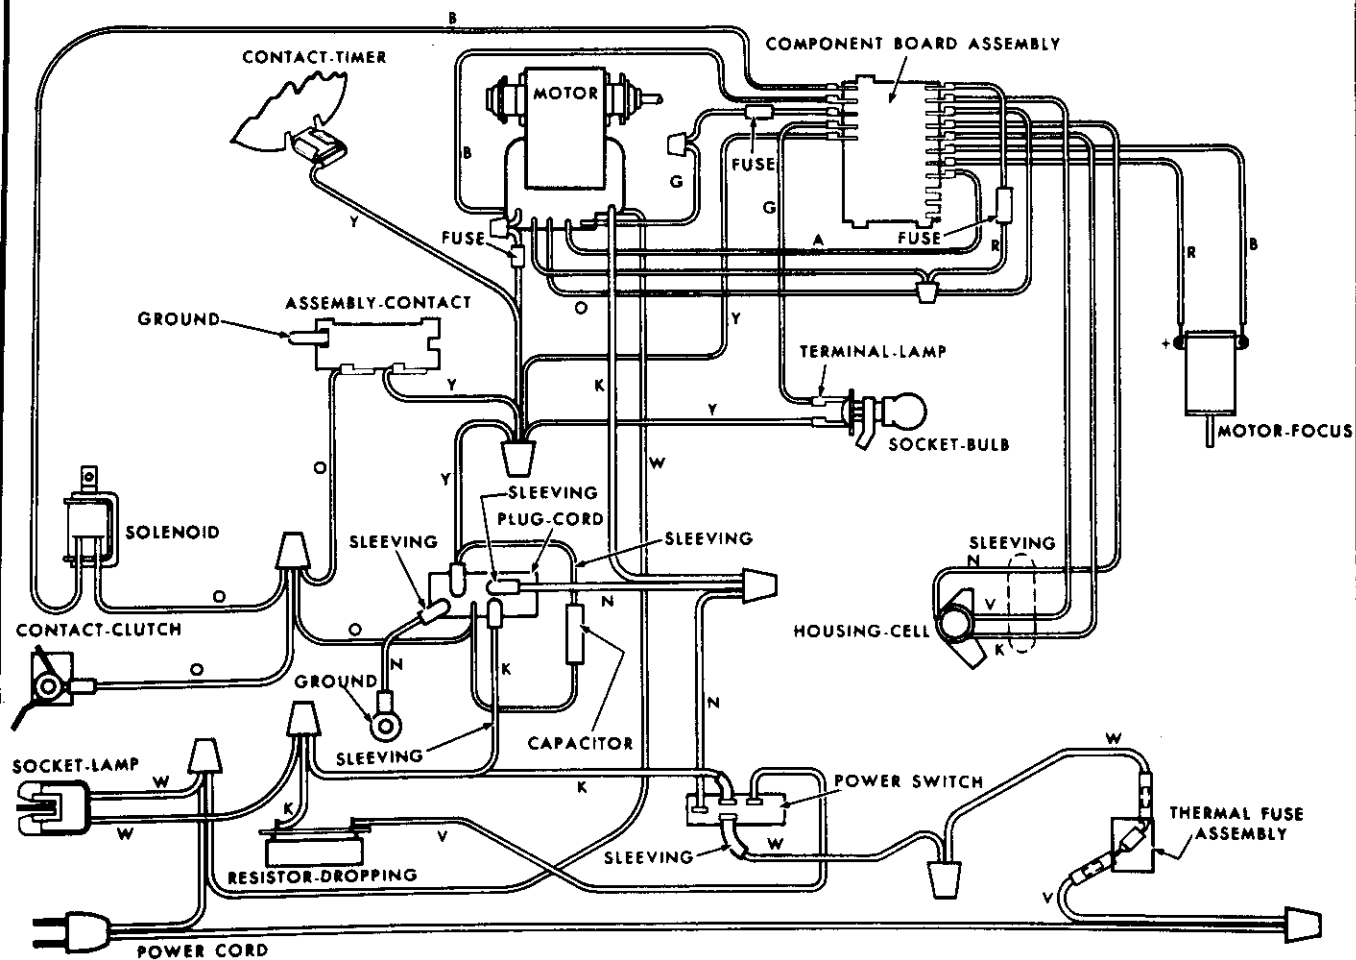 B
COMPONENT BOARD ASSEMBLY
CONTACT-TIMER
MOTOR
B
FUSE
G
G
Y
FUSE
A
FUSE
R
R
B
ASSEMBLY-CONTACT
GROUND
O
Y
+
TERMINAL-LAMP
Y
K
Y
SOCKET-BULB
MOTOR-FOCUS
O
W
Y
SLEEVING
PLUG-CORD
SOLENOID
SLEEVING
SLEEVING
SLEEVING
N
O
N
V
CONTACT-CLUTCH
O
HOUSING-CELL
K
O
N
K
GROUND
N
SLEEVING
CAPACITOR
W
SOCKET-LAMP
W
K
POWER SWITCH
K
W
V
THERMAL FUSE
ASSEMBLY
W
SLEEVING
RESISTOR-DROPPING
V
POWER CORD